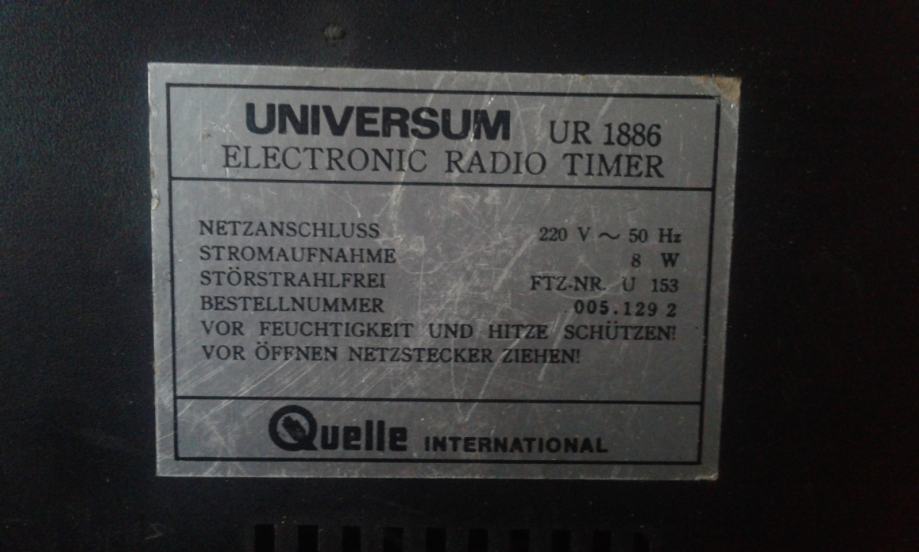 UNIVERSUM UR 1886
ELECTRONIC RADIO TIMER
NETZANSCHLUSS 220 V ~ 50 Hz
STROMAUFNAHME 8 W
STÖRSTRAHLFREI FTZ-NR. U 153
BESTELLNUMMER 005.129 2
VOR FEUCHTIGKEIT UND HITZE SCHÜTZEN!
VOR ÖFFNEN NETZSTECKER ZIEHEN!
Quelle INTERNATIONAL